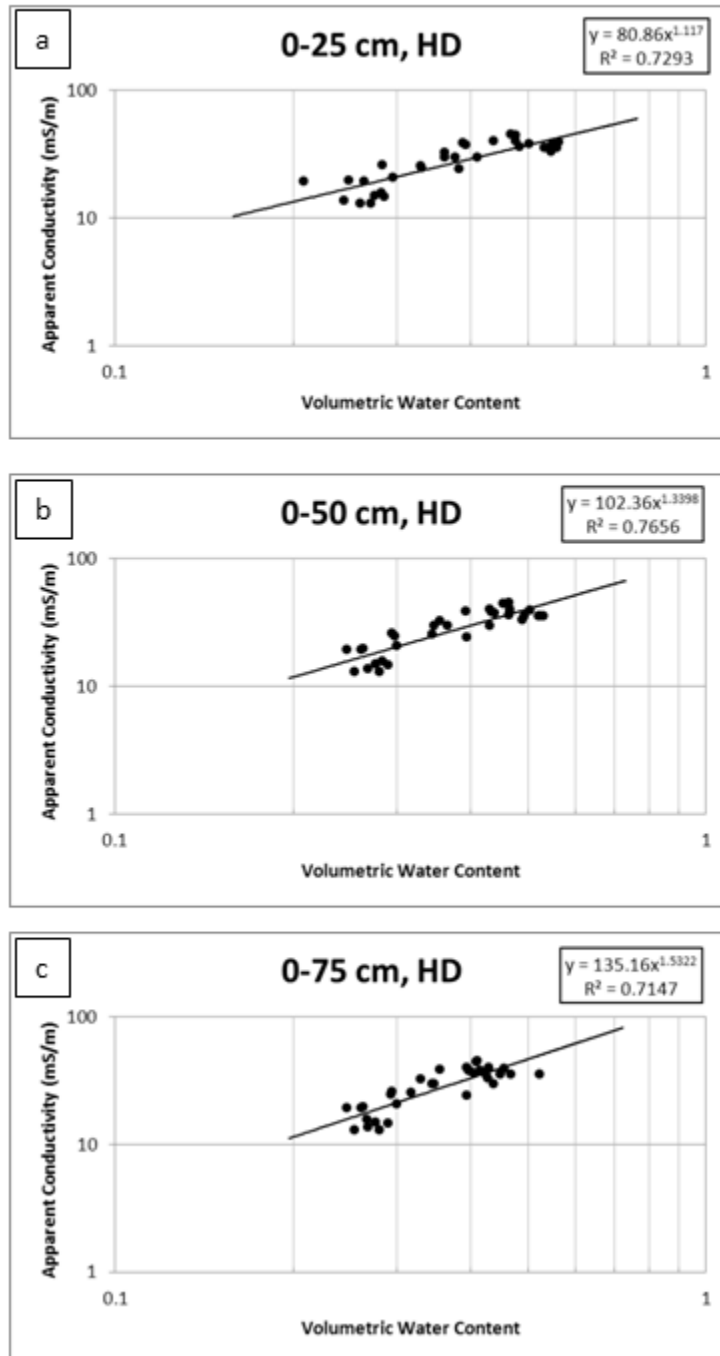 a
0-25 cm, HD
y = 80.86x^1.117
R² = 0.7293
Apparent Conductivity (mS/m)
100
10
1
0.1
1
Volumetric Water Content
b
0-50 cm, HD
y = 102.36x^1.3398
R² = 0.7656
Apparent Conductivity (mS/m)
100
10
1
0.1
1
Volumetric Water Content
c
0-75 cm, HD
y = 135.16x^1.5322
R² = 0.7147
Apparent Conductivity (mS/m)
100
10
1
0.1
1
Volumetric Water Content